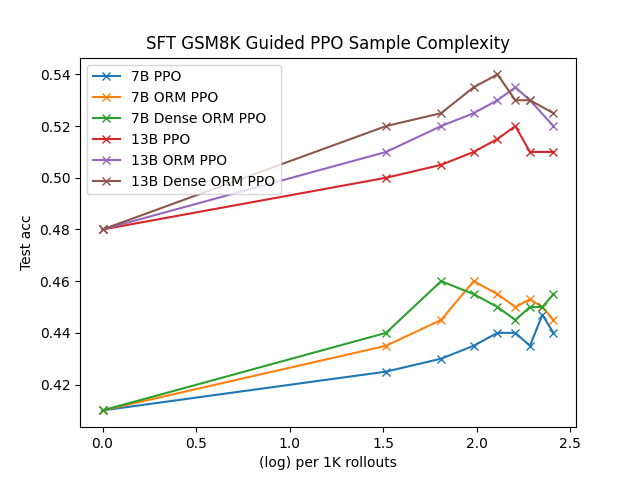 SFT GSM8K Guided PPO Sample Complexity
7B PPO
7B ORM PPO
7B Dense ORM PPO
13B PPO
13B ORM PPO
13B Dense ORM PPO
Test acc
0.54
0.52
0.50
0.48
0.46
0.44
0.42
0.0 0.5 1.0 1.5 2.0 2.5
(log) per 1K rollouts